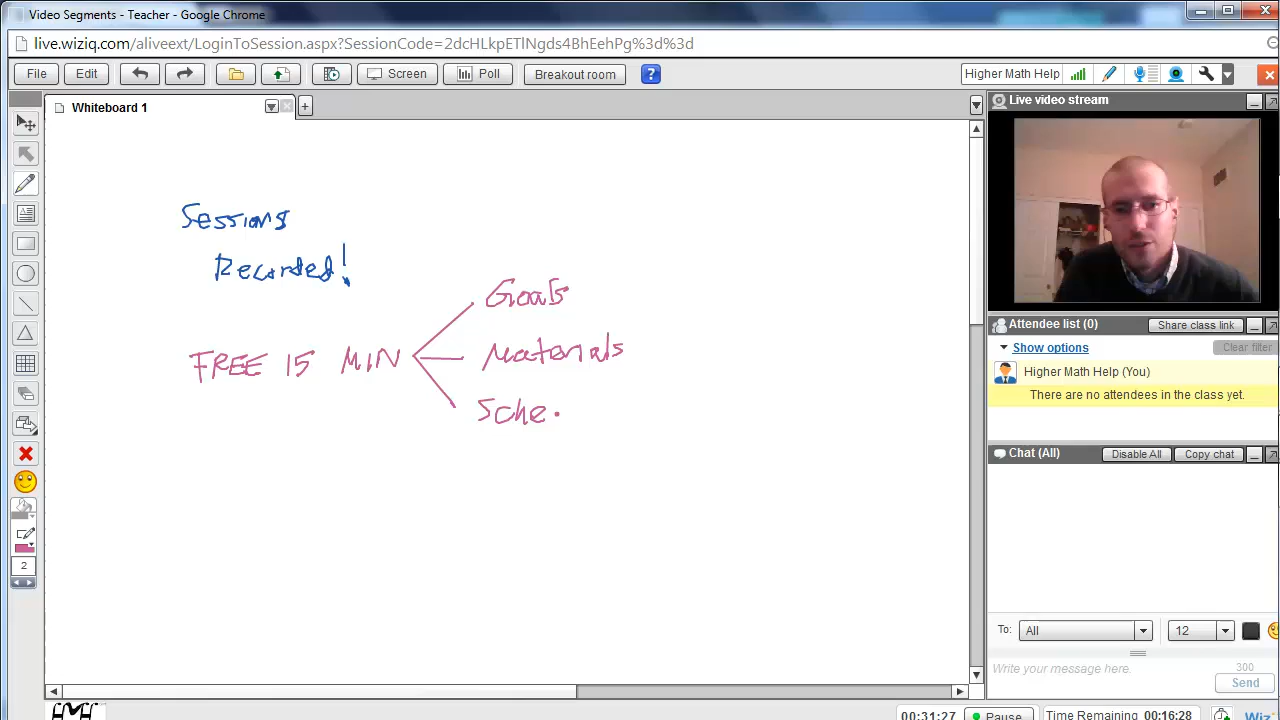 Video Segments - Teacher - Google Chrome
live.wiziq.com/aliveext/LoginToSession.aspx?SessionCode=2dcHLkpETlNgds4BhEehPg%3d%3d
File Edit Screen Poll Breakout room ? Higher Math Help
Whiteboard 1 +
Sessions
Recorded!
FREE 15 MIN
Goals
Materials
Sche
Live video stream
Attendee list (0) Share class link
Show options Clear filter
Higher Math Help (You)
There are no attendees in the class yet.
Chat (All) Disable All Copy chat
To: All 12
Write your message here. 300
Send
2
HMH
00:31:27 Pause Time Remaining 00:16:28 Wiz